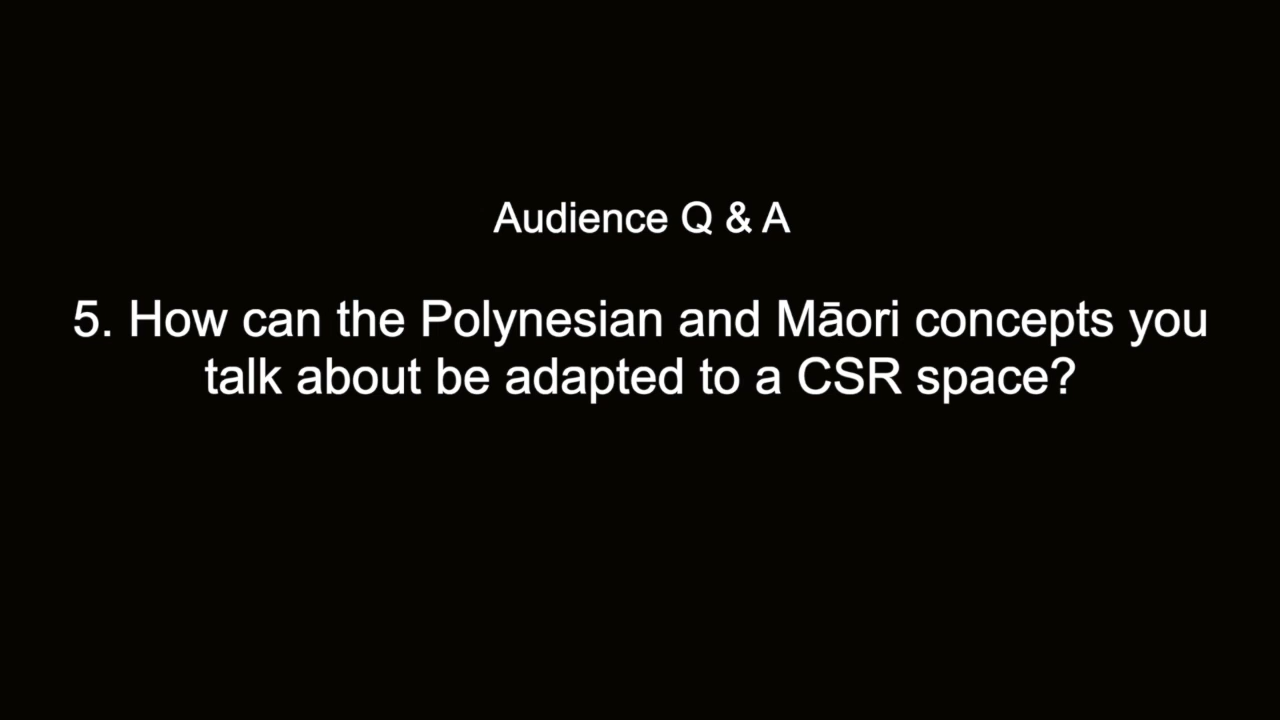 Audience Q & A
5. How can the Polynesian and Māori concepts you
talk about be adapted to a CSR space?